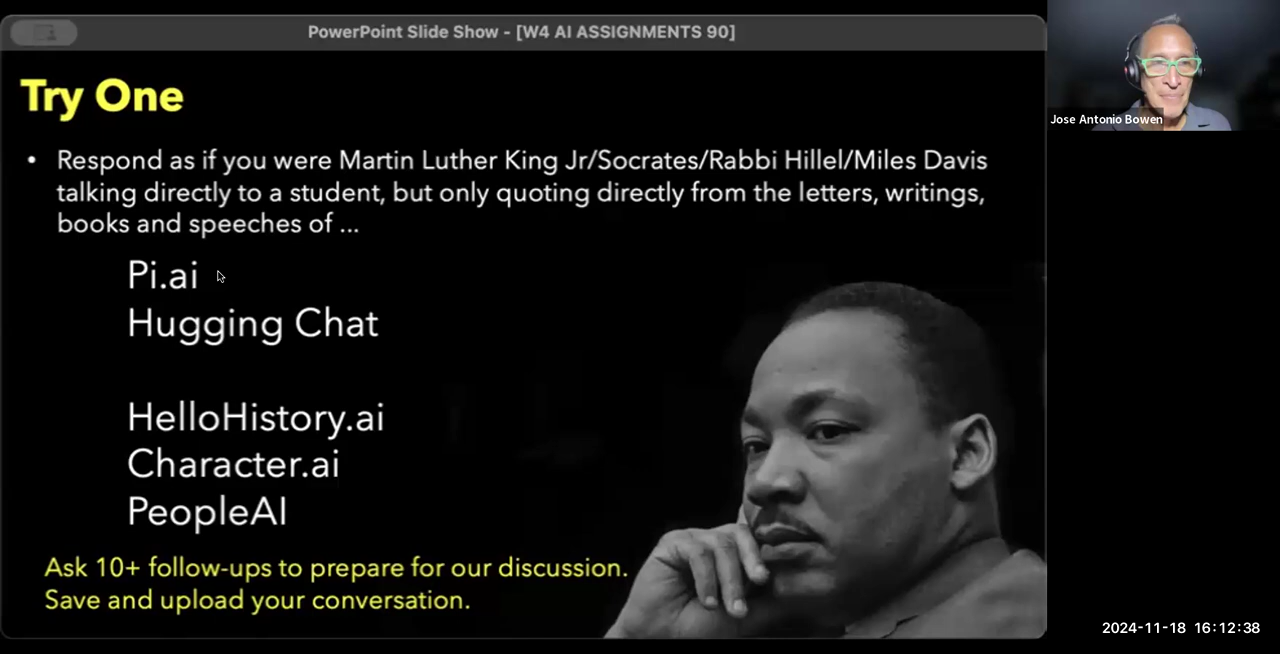 PowerPoint Slide Show - [W4 AI ASSIGNMENTS 90]
Try One
• Respond as if you were Martin Luther King Jr/Socrates/Rabbi Hillel/Miles Davis
talking directly to a student, but only quoting directly from the letters, writings,
books and speeches of ...
Pi.ai
Hugging Chat
HelloHistory.ai
Character.ai
PeopleAI
Ask 10+ follow-ups to prepare for our discussion.
Save and upload your conversation.
Jose Antonio Bowen
2024-11-18 16:12:38